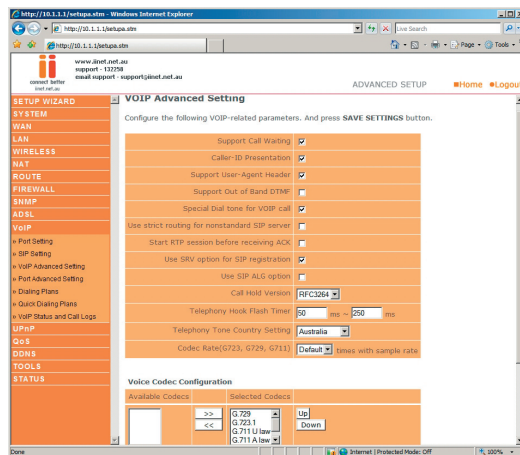 http://10.1.1.1/setupa.stm - Windows Internet Explorer
http://10.1.1.1/setupa.stm
Live Search
http://10.1.1.1/setupa.stm
Page
Tools
www.iinet.net.au
support - 132258
email support - support@iinet.net.au
connect better
iinet.net.au
ADVANCED SETUP
Home
Logout
SETUP WIZARD
SYSTEM
WAN
LAN
WIRELESS
NAT
ROUTE
FIREWALL
SNMP
ADSL
VoIP
» Port Setting
» SIP Setting
» VoIP Advanced Setting
» Port Advanced Setting
» Dialing Plans
» Quick Dialing Plans
» VoIP Status and Call Logs
UPnP
QoS
DDNS
TOOLS
STATUS
VOIP Advanced Setting
Configure the following VOIP-related parameters. And press SAVE SETTINGS button.
Support Call Waiting
Caller-ID Presentation
Support User-Agent Header
Support Out of Band DTMF
Special Dial tone for VOIP call
Use strict routing for nonstandard SIP server
Start RTP session before receiving ACK
Use SRV option for SIP registration
Use SIP ALG option
Call Hold Version RFC3264
Telephony Hook Flash Timer 50 ms ~ 250 ms
Telephony Tone Country Setting Australia
Codec Rate(G723, G729, G711) Default times with sample rate
Voice Codec Configuration
Available Codecs
Selected Codecs
>>
<<
G.729
G.723.1
G.711 U law
G.711 A law
Up
Down
Done
Internet | Protected Mode: Off
100%